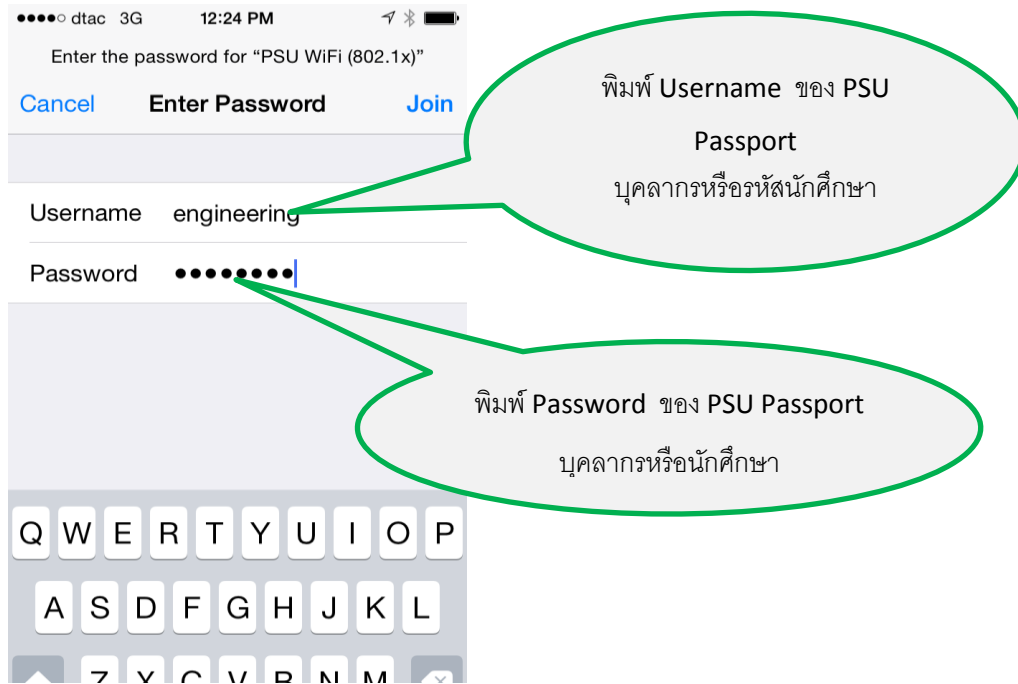 dtac 3G 12:24 PM
Enter the password for “PSU WiFi (802.1x)”
Cancel Enter Password Join
Username engineering
Password ••••••••
พิมพ์ Username ของ PSU
Passport
บุคลากรหรือรหัสนักศึกษา
พิมพ์ Password ของ PSU Passport
บุคลากรหรือนักศึกษา
Q W E R T Y U I O P
A S D F G H J K L
Z X C V B N M